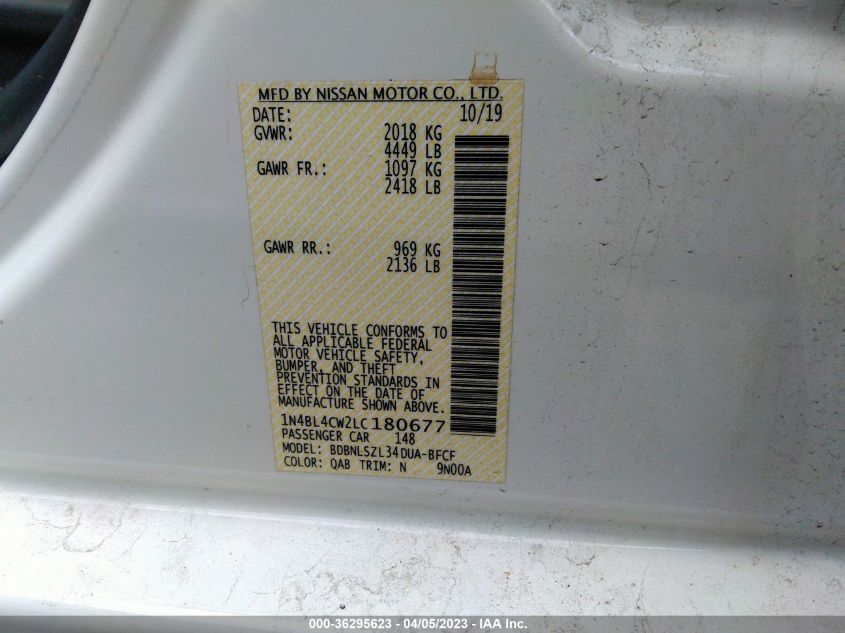 MFD BY NISSAN MOTOR CO., LTD.
DATE: 10/19
GVWR: 2018 KG
4449 LB
GAWR FR.: 1097 KG
2418 LB
GAWR RR.: 969 KG
2136 LB
THIS VEHICLE CONFORMS TO
ALL APPLICABLE FEDERAL
MOTOR VEHICLE SAFETY,
BUMPER, AND THEFT
PREVENTION STANDARDS IN
EFFECT ON THE DATE OF
MANUFACTURE SHOWN ABOVE.
1N4BL4CW2LC180677
PASSENGER CAR 148
MODEL: BDBNLSZL34DUA-BFCF
COLOR: QAB TRIM: N 9N00A
000-36295623 - 04/05/2023 - IAA Inc.